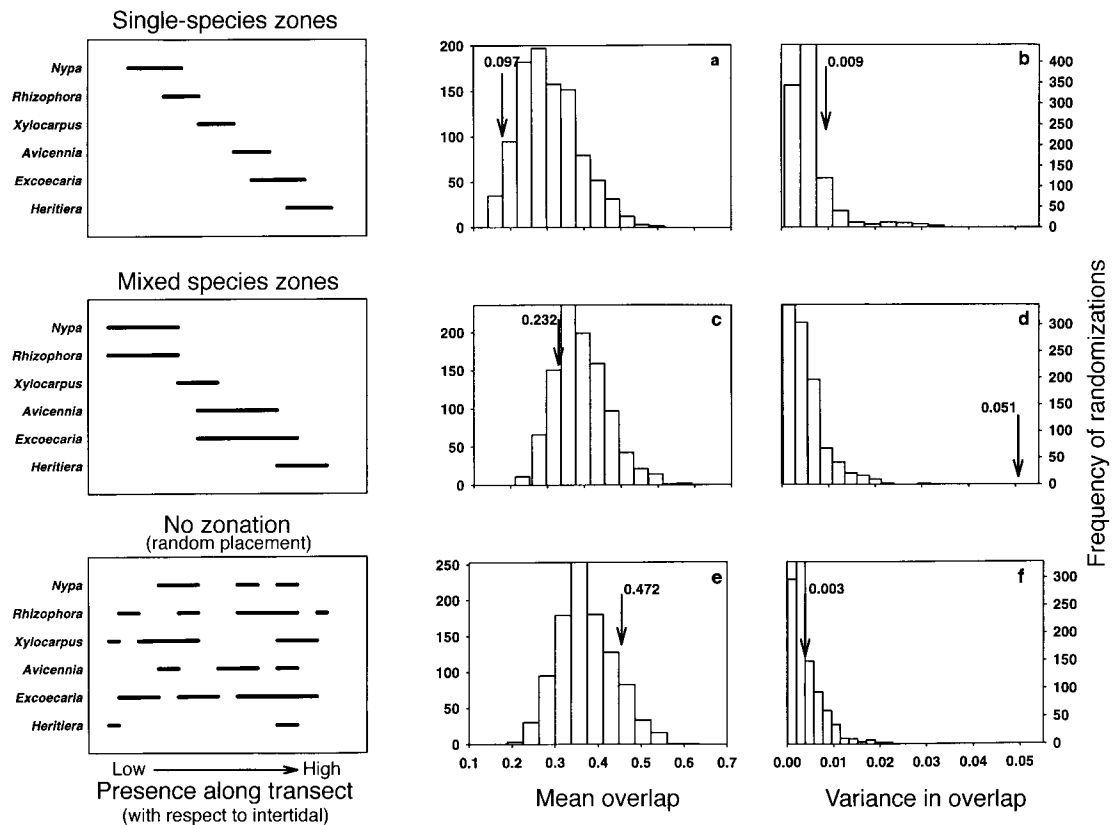 Single-species zones
Nypa
Rhizophora
Xylocarpus
Avicennia
Excoecaria
Heritiera
200
150
100
50
0
0.097
a
0.009
b
400
350
300
250
200
150
100
50
0
Mixed species zones
Nypa
Rhizophora
Xylocarpus
Avicennia
Excoecaria
Heritiera
200
150
100
50
0
0.232
c
0.051
d
300
250
200
150
100
50
0
No zonation
(random placement)
Nypa
Rhizophora
Xylocarpus
Avicennia
Excoecaria
Heritiera
Low High
Presence along transect
(with respect to intertidal)
250
200
150
100
50
0
0.472
e
0.1 0.2 0.3 0.4 0.5 0.6 0.7
Mean overlap
0.003
f
300
250
200
150
100
50
0
0.00 0.01 0.02 0.03 0.04 0.05
Variance in overlap
Frequency of randomizations